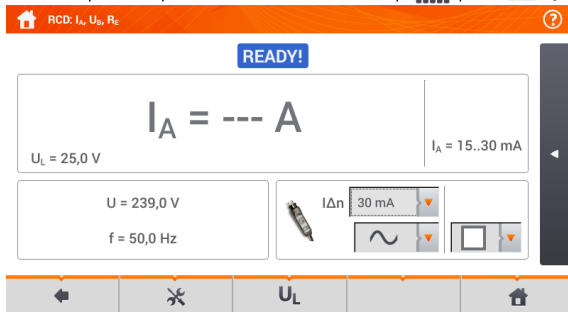 RCD: IA, UB, RE
?
READY!
IA = --- A
UL = 25,0 V
IA = 15..30 mA
U = 239,0 V
f = 50,0 Hz
IΔn
30 mA
UL